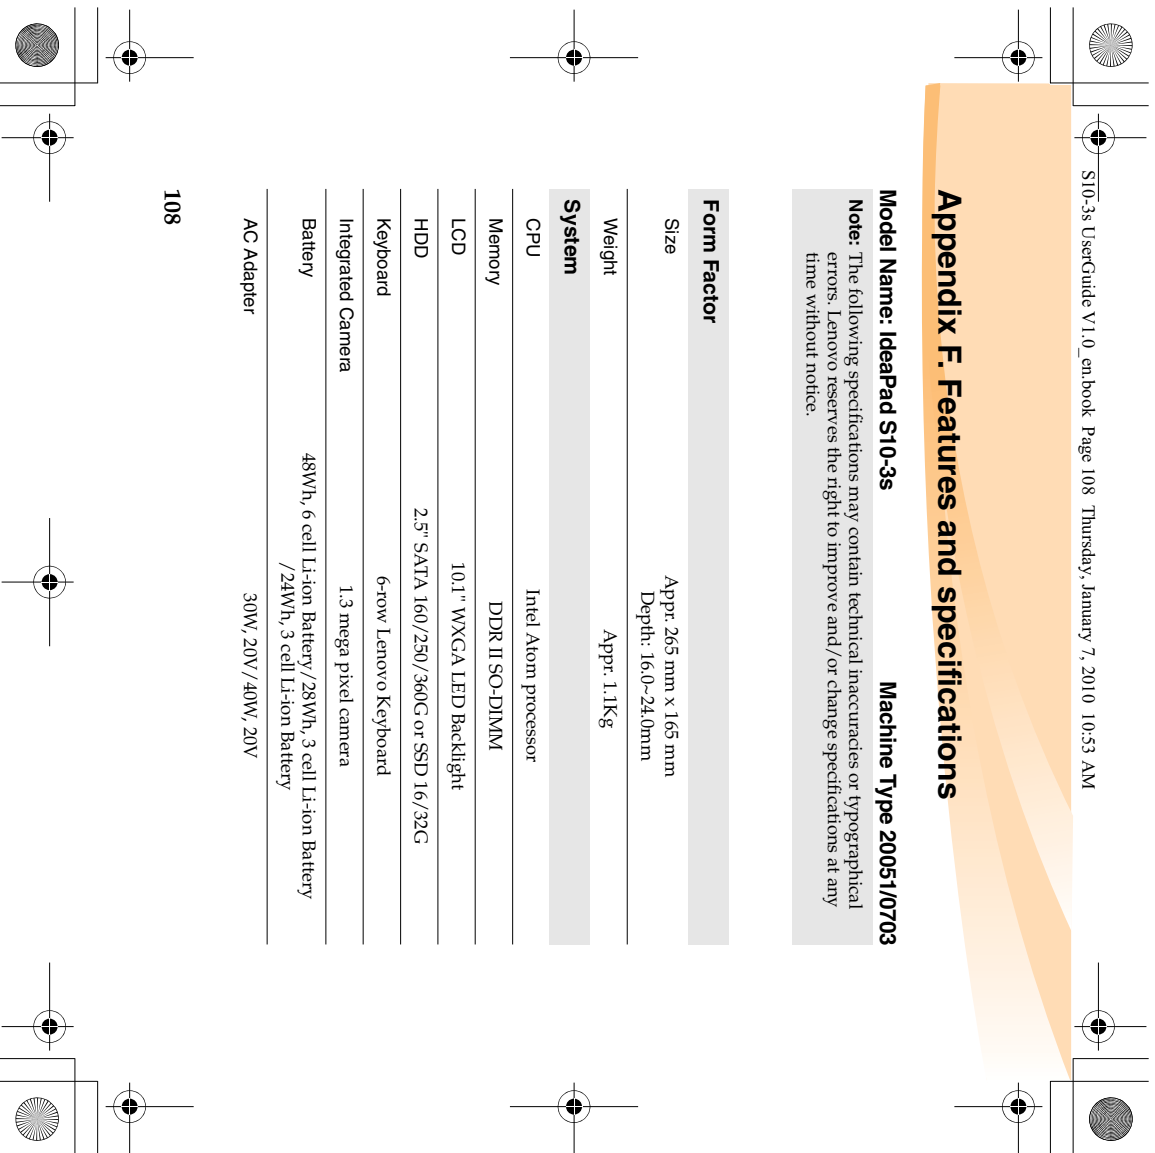 S10-3s UserGuide V1.0_en.book Page 108 Thursday, January 7, 2010 10:53 AM
Appendix F. Features and specifications
Model Name: IdeaPad S10-3s Machine Type 20051/0703
Note: The following specifications may contain technical inaccuracies or typographical
errors. Lenovo reserves the right to improve and/or change specifications at any
time without notice.
Form Factor
Size Appr. 265 mm x 165 mm
Depth: 16.0~24.0mm
Weight Appr. 1.1Kg
System
CPU Intel Atom processor
Memory DDR II SO-DIMM
LCD 10.1" WXGA LED Backlight
HDD 2.5" SATA 160/250/360G or SSD 16/32G
Keyboard 6-row Lenovo Keyboard
Integrated Camera 1.3 mega pixel camera
Battery 48Wh, 6 cell Li-ion Battery/28Wh, 3 cell Li-ion Battery
/24Wh, 3 cell Li-ion Battery
AC Adapter 30W, 20V/40W, 20V
108